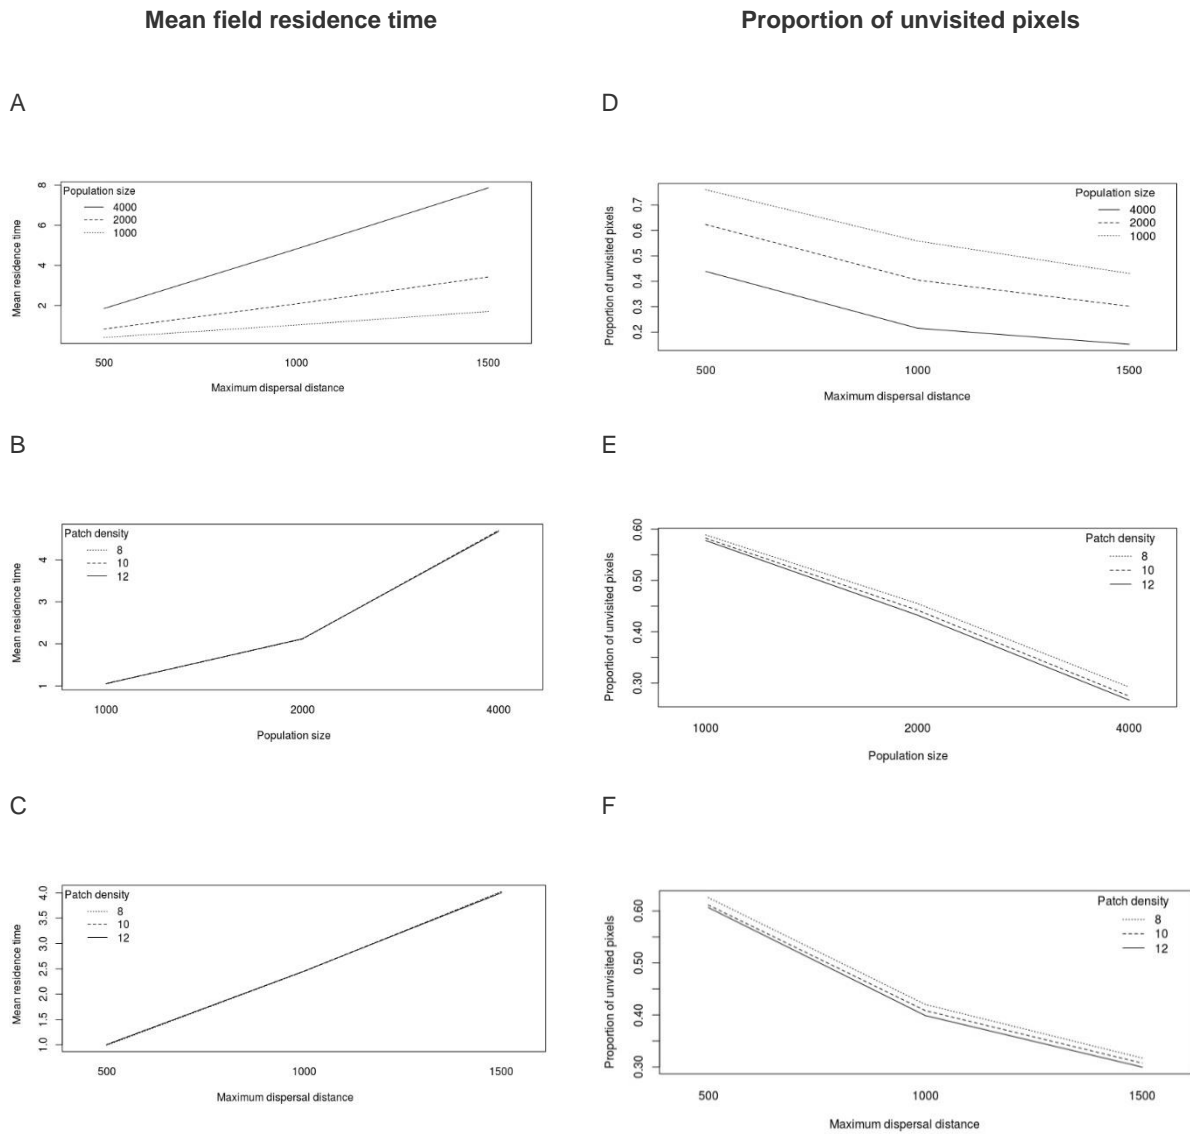 Mean field residence time
Proportion of unvisited pixels
A
Population size
4000
2000
1000
Mean residence time
8
6
4
2
500 1000 1500
Maximum dispersal distance
D
Population size
4000
2000
1000
Proportion of unvisited pixels
0.7
0.6
0.5
0.4
0.3
0.2
500 1000 1500
Maximum dispersal distance
B
Patch density
8
10
12
Mean residence time
4
3
2
1
1000 2000 4000
Population size
E
Patch density
8
10
12
Proportion of unvisited pixels
0.60
0.50
0.40
0.30
1000 2000 4000
Population size
C
Patch density
8
10
12
Mean residence time
4.0
3.5
3.0
2.5
2.0
1.5
1.0
500 1000 1500
Maximum dispersal distance
F
Patch density
8
10
12
Proportion of unvisited pixels
0.60
0.50
0.40
0.30
500 1000 1500
Maximum dispersal distance